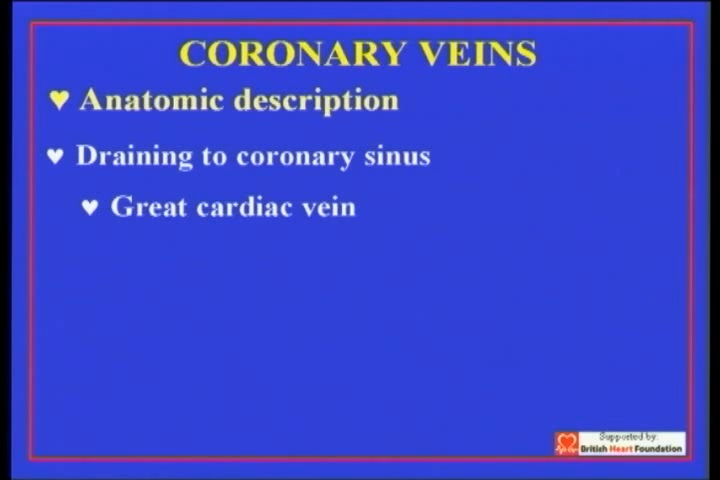 CORONARY VEINS
♥ Anatomic description
♥ Draining to coronary sinus
♥ Great cardiac vein
Supported by:
British Heart Foundation